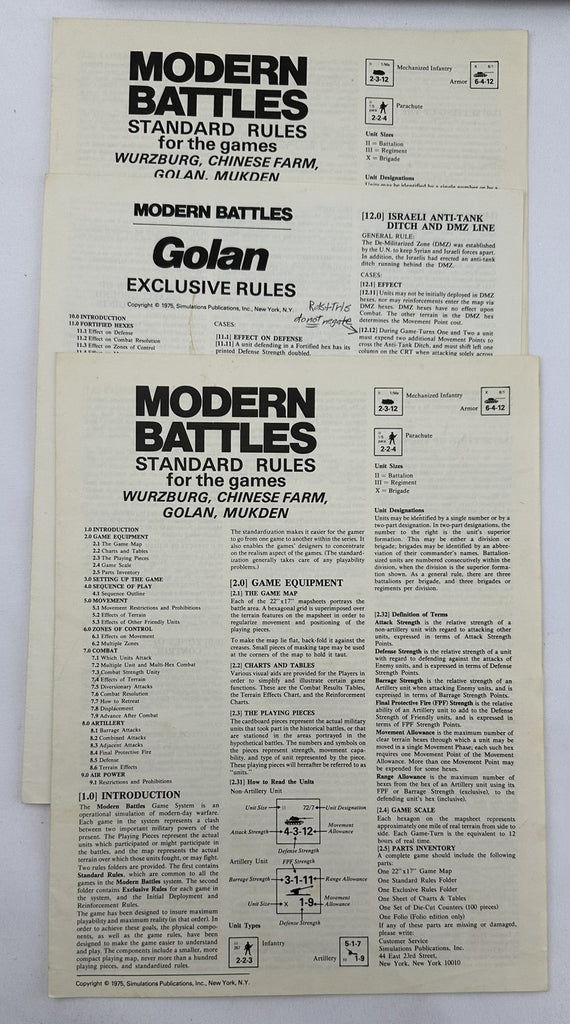 MODERN
BATTLES
STANDARD RULES
for the games
WURZBURG, CHINESE FARM,
GOLAN, MUKDEN
2-3-12
Mechanized Infantry
Armor
6-4-12
2-2-4
Parachute
Unit Sizes
II = Battalion
III = Regiment
X = Brigade
Unit Designations
MODERN BATTLES
Golan
EXCLUSIVE RULES
Copyright © 1975, Simulations Publications, Inc., New York, N.Y.
10.0 INTRODUCTION
11.0 FORTIFIED HEXES
11.1 Effect on Defense
11.2 Effect on Combat Resolution
11.3 Effect on Zones of Control
CASES:
[11.1] EFFECT ON DEFENSE
[11.11] A unit defending in a Fortified hex has its
printed Defense Strength doubled.
do not negate
[12.0] ISRAELI ANTI-TANK
DITCH AND DMZ LINE
GENERAL RULE:
The De-Militarized Zone (DMZ) was established
by the U.N. to keep Syrian and Israeli forces apart.
In addition, the Israelis had erected an anti-tank
ditch running behind the DMZ.
CASES:
[12.1] EFFECT
[12.11] Units may not be initially deployed in DMZ
hexes, nor may reinforcements enter the map via
DMZ hexes. DMZ hexes have no effect upon
Combat. The other terrain in the DMZ hex
determines the Movement Point cost.
[12.12] During Game-Turns One and Two a unit
must expend two additional Movement Points to
cross the Anti-Tank Ditch, and must shift left one
column on the CRT when attacking solely across
MODERN
BATTLES
STANDARD RULES
for the games
WURZBURG, CHINESE FARM,
GOLAN, MUKDEN
1.0 INTRODUCTION
2.0 GAME EQUIPMENT
2.1 The Game Map
2.2 Charts and Tables
2.3 The Playing Pieces
2.4 Game Scale
2.5 Parts Inventory
3.0 SETTING UP THE GAME
4.0 SEQUENCE OF PLAY
4.1 Sequence Outline
5.0 MOVEMENT
5.1 Movement Restrictions and Prohibitions
5.2 Effects of Terrain
5.3 Effects of Other Friendly Units
6.0 ZONES OF CONTROL
6.1 Effects on Movement
6.2 Multiple Zones
7.0 COMBAT
7.1 Which Units Attack
7.2 Multiple Unit and Multi-Hex Combat
7.3 Combat Strength Unity
7.4 Effects of Terrain
7.5 Diversionary Attacks
7.6 Combat Resolution
7.7 How to Retreat
7.8 Displacement
7.9 Advance After Combat
8.0 ARTILLERY
8.1 Barrage Attacks
8.2 Combined Attacks
8.3 Adjacent Attacks
8.4 Final Protective Fire
8.5 Defense
8.6 Terrain Effects
9.0 AIR POWER
9.1 Restrictions and Prohibitions
[1.0] INTRODUCTION
The Modern Battles Game System is an
operational simulation of modern-day warfare.
Each game in the system represents a clash
between two important military powers of the
present. The Playing Pieces represent the actual
units which participated or might participate in
the battles, and the map represents the actual
terrain over which those units fought, or may fight.
Two rules folders are provided. The first contains
Standard Rules, which are common to all the
games in the Modern Battles system. The second
folder contains Exclusive Rules for each game in
the system, and the Initial Deployment and
Reinforcement Rules.
The game has been designed to insure maximum
playability and maximum reality (in that order). In
order to achieve these goals, the physical compo-
nents, as well as the game rules, have been
designed to make the game easier to understand
and play. The components include a smaller, more
compact playing map, never more than a hundred
playing pieces, and standardized rules.
Copyright © 1975, Simulations Publications, Inc., New York, N.Y.
The standardization makes it easier for the gamer
to go from one game to another within the series. It
also enables the games' designers to concentrate
on the realism aspect of the games. (The standard-
ization generally takes care of any playability
problems.)
[2.0] GAME EQUIPMENT
[2.1] THE GAME MAP
Each of the 22"x17" mapsheets portrays the
battle area. A hexagonal grid is superimposed over
the terrain features on the mapsheet in order to
regularize movement and positioning of the
playing pieces.
To make the map lie flat, back-fold it against the
creases. Small pieces of masking tape may be used
at the corners of the map to hold it taut.
[2.2] CHARTS AND TABLES
Various visual aids are provided for the Players in
order to simplify and illustrate certain game
functions. These are the Combat Results Tables,
the Terrain Effects Chart, and the Reinforcement
Charts.
[2.3] THE PLAYING PIECES
The cardboard pieces represent the actual military
units that took part in the historical battles, or that
are stationed in the areas portrayed in the
hypothetical battles. The numbers and symbols on
the pieces represent strength, movement capa-
bility, and type of unit represented by the piece.
These playing pieces will hereafter be referred to as
"units."
[2.31] How to Read the Units
Non-Artillery Unit
Unit Size
72/7
Unit Designation
Attack Strength
4-3-12
Movement
Allowance
Defense Strength
Artillery Unit
FPF Strength
Barrage Strength
3-1-11
Range Allowance
Unit Size
X
1-9
Movement
Allowance
Defense Strength
Unit Types
2-2-3
Infantry
Artillery
5-1-7
1-9
2-3-12
Mechanized Infantry
Armor
6-4-12
2-2-4
Parachute
Unit Sizes
II = Battalion
III = Regiment
X = Brigade
Unit Designations
Units may be identified by a single number or by a
two-part designation. In two-part designations, the
number to the right is the unit's superior
formation. This may be either a division or
brigade; brigades may be identified by an abbre-
viation of their commander's names. Battalion-
sized units are numbered consecutively within the
division, when the division is the superior forma-
tion shown. As a general rule, there are three
battalions per brigade, and three brigades or
regiments per division.
[2.32] Definition of Terms
Attack Strength is the relative strength of a
non-artillery unit with regard to attacking other
units, expressed in terms of Attack Strength
Points.
Defense Strength is the relative strength of a unit
with regard to defending against the attacks of
Enemy units, and is expressed in terms of Defense
Strength Points.
Barrage Strength is the relative strength of an
Artillery unit when attacking Enemy units, and is
expressed in terms of Barrage Strength Points.
Final Protective Fire (FPF) Strength is the relative
ability of an Artillery unit to add to the Defense
Strength of Friendly units, and is expressed in
terms of FPF Strength Points.
Movement Allowance is the maximum number of
clear terrain hexes through which a unit may be
moved in a single Movement Phase; each such hex
requires one Movement Point of the Movement
Allowance. More than one Movement Point may
be expended for some hexes.
Range Allowance is the maximum number of
hexes from the hex of an Artillery unit using its
FPF or Barrage Strength (exclusive), to the
defending unit's hex (inclusive).
[2.4] GAME SCALE
Each hexagon on the mapsheet represents
approximately one mile of real terrain from side to
side. Each Game-Turn is the equivalent to 12
hours of real time.
[2.5] PARTS INVENTORY
A complete game should include the following
parts:
One 22"x17" Game Map
One Standard Rules Folder
One Exclusive Rules Folder
One Sheet of Charts & Tables
One Set of Die-Cut Counters (100 pieces)
One Folio (Folio edition only)
If any of these parts are missing or damaged,
please write:
Customer Service
Simulations Publications, Inc.
44 East 23rd Street,
New York, New York 10010